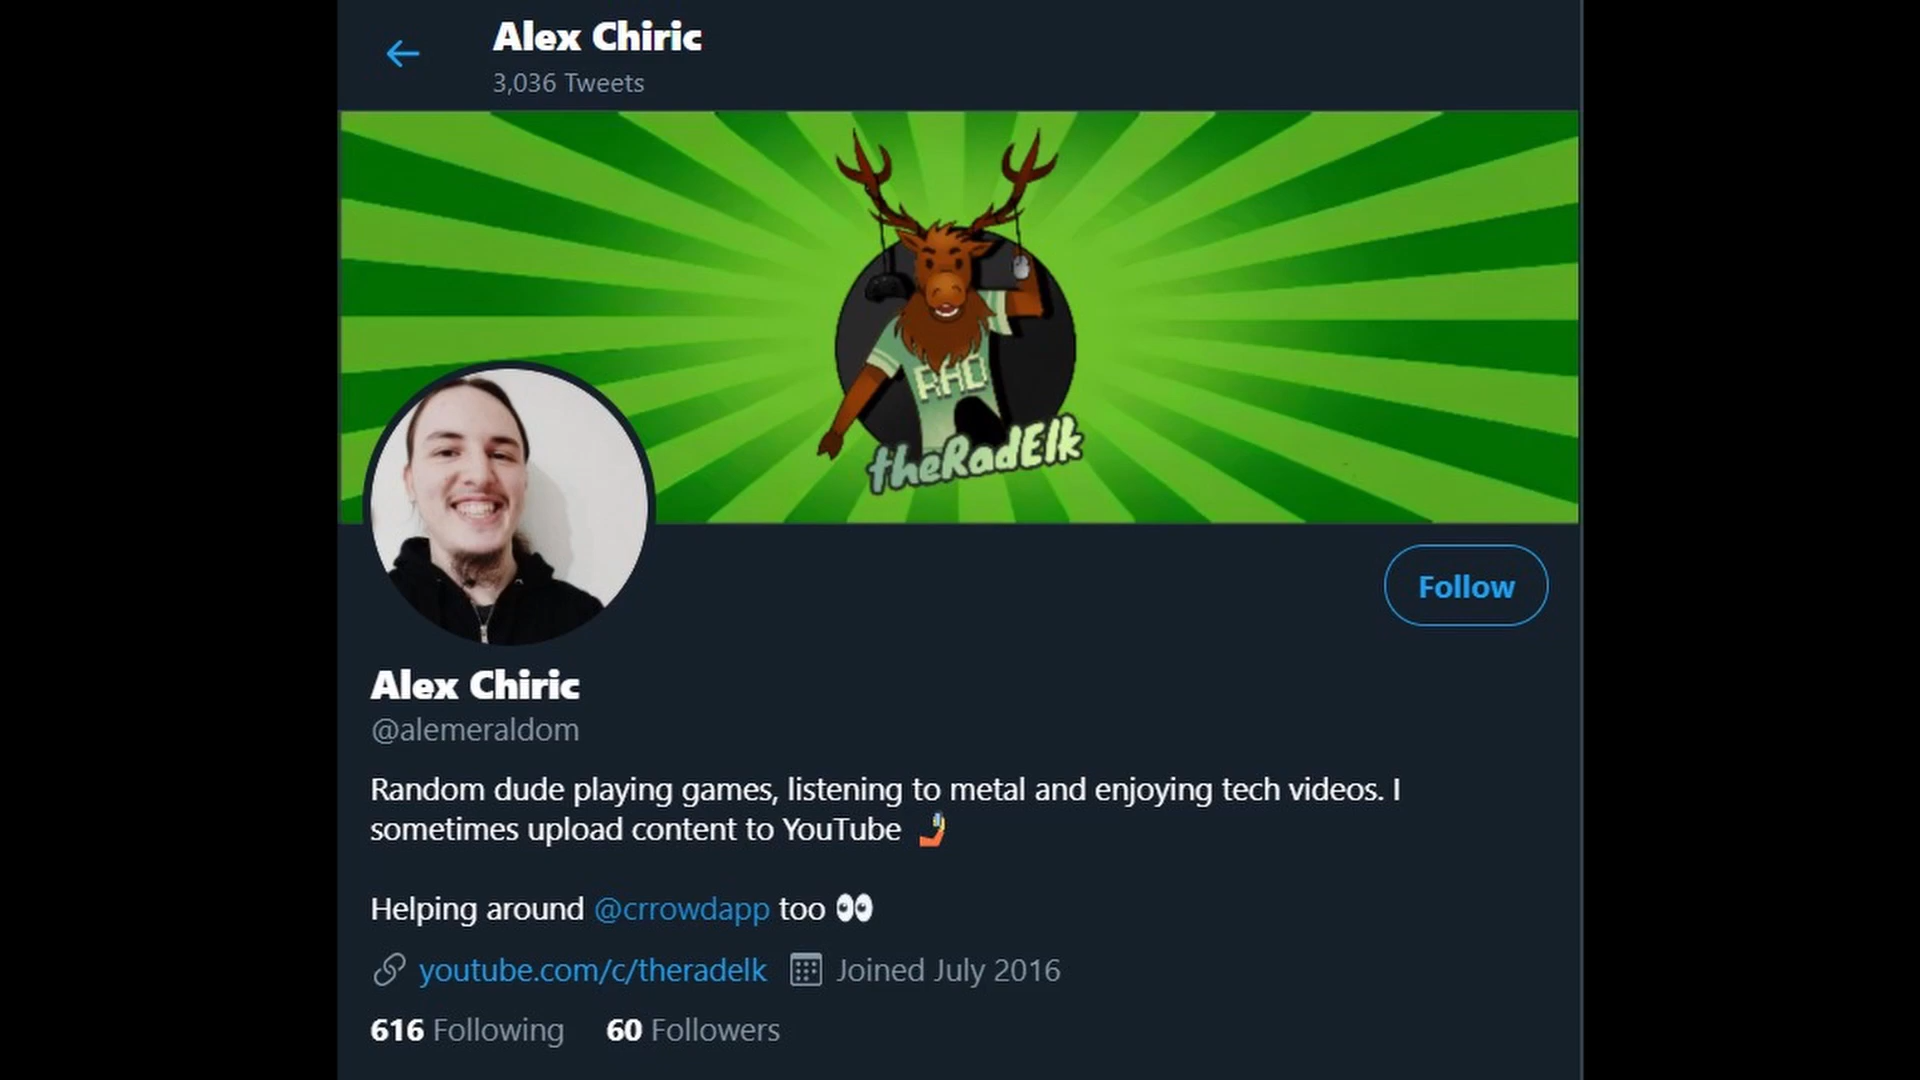 Alex Chiric
3,036 Tweets
RAD
theRadElk
Follow
Alex Chiric
@alemeraldom
Random dude playing games, listening to metal and enjoying tech videos. I
sometimes upload content to YouTube 🤳
Helping around @crrowdapp too 👀
youtube.com/c/theradelk Joined July 2016
616 Following 60 Followers